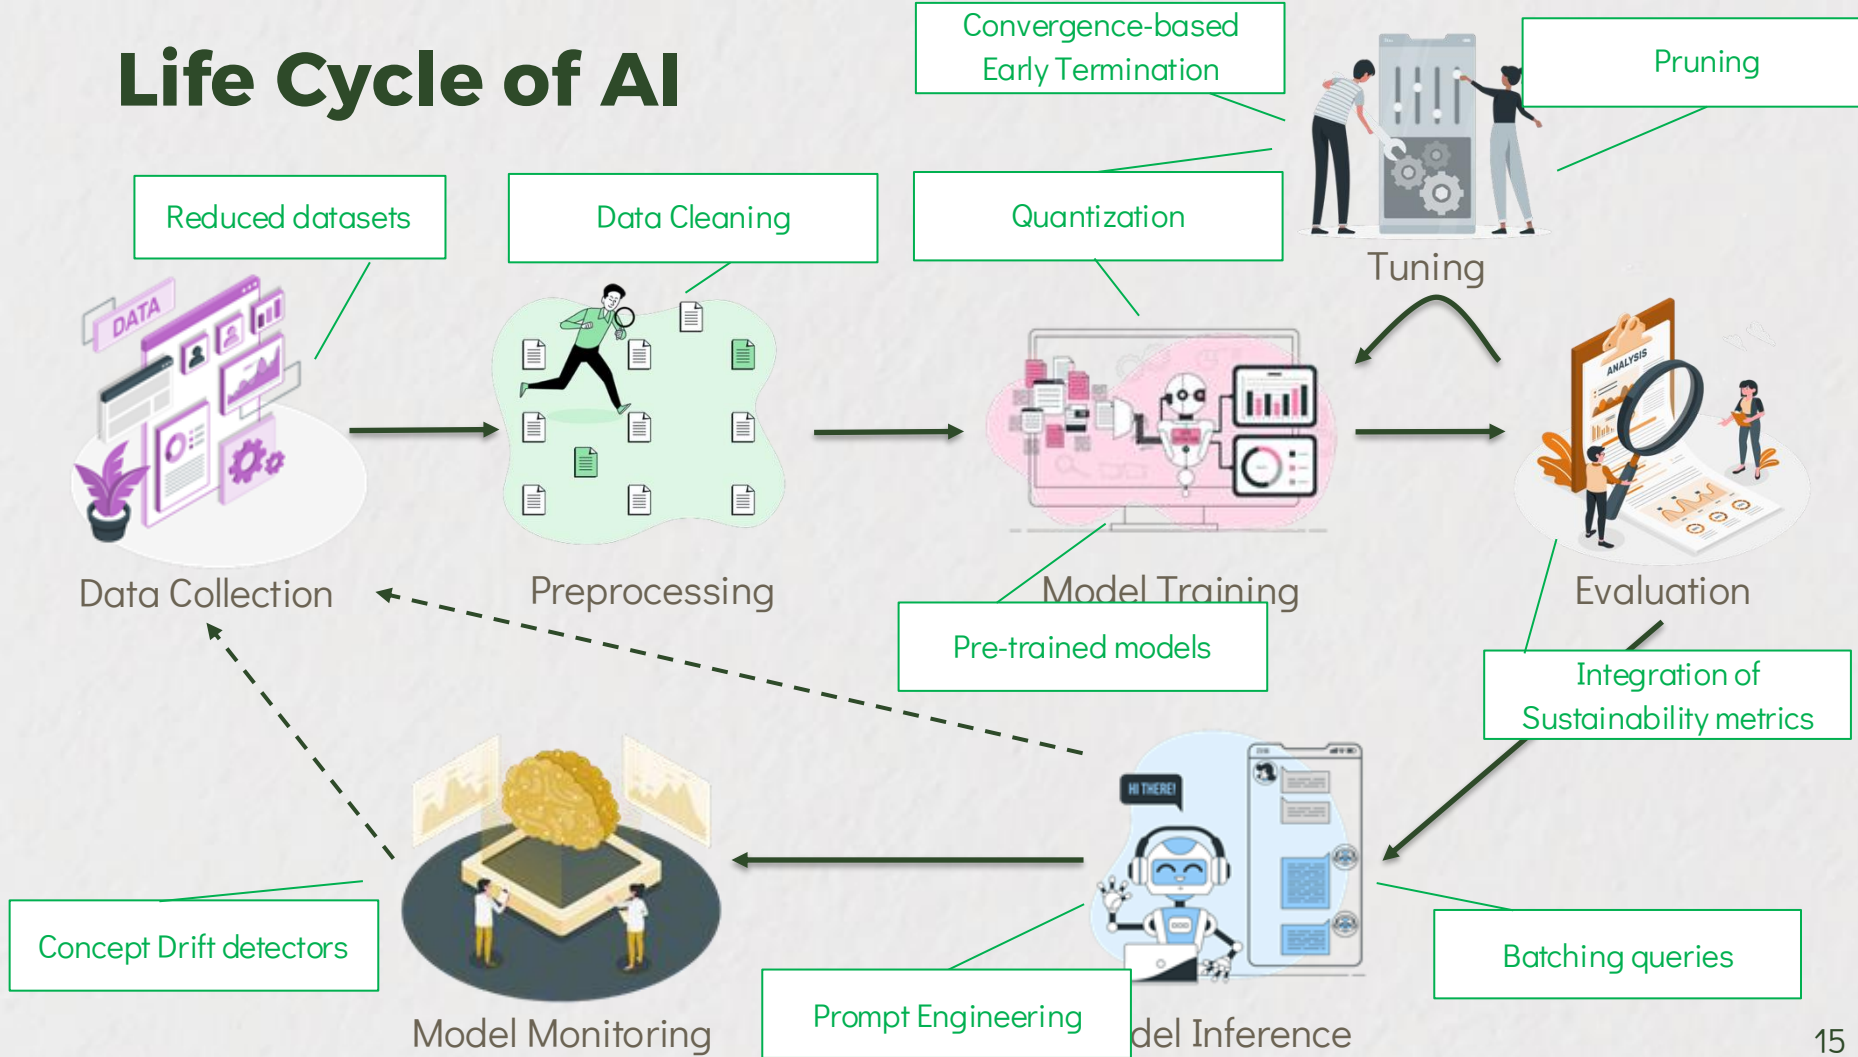 Life Cycle of AI
Convergence-based
Early Termination
Pruning
Reduced datasets
Data Cleaning
Quantization
Tuning
DATA
ANALYSIS
Data Collection
Preprocessing
Model Training
Evaluation
Pre-trained models
Integration of
Sustainability metrics
HI THERE!
Concept Drift detectors
Batching queries
Prompt Engineering
Model Monitoring
del Inference
15